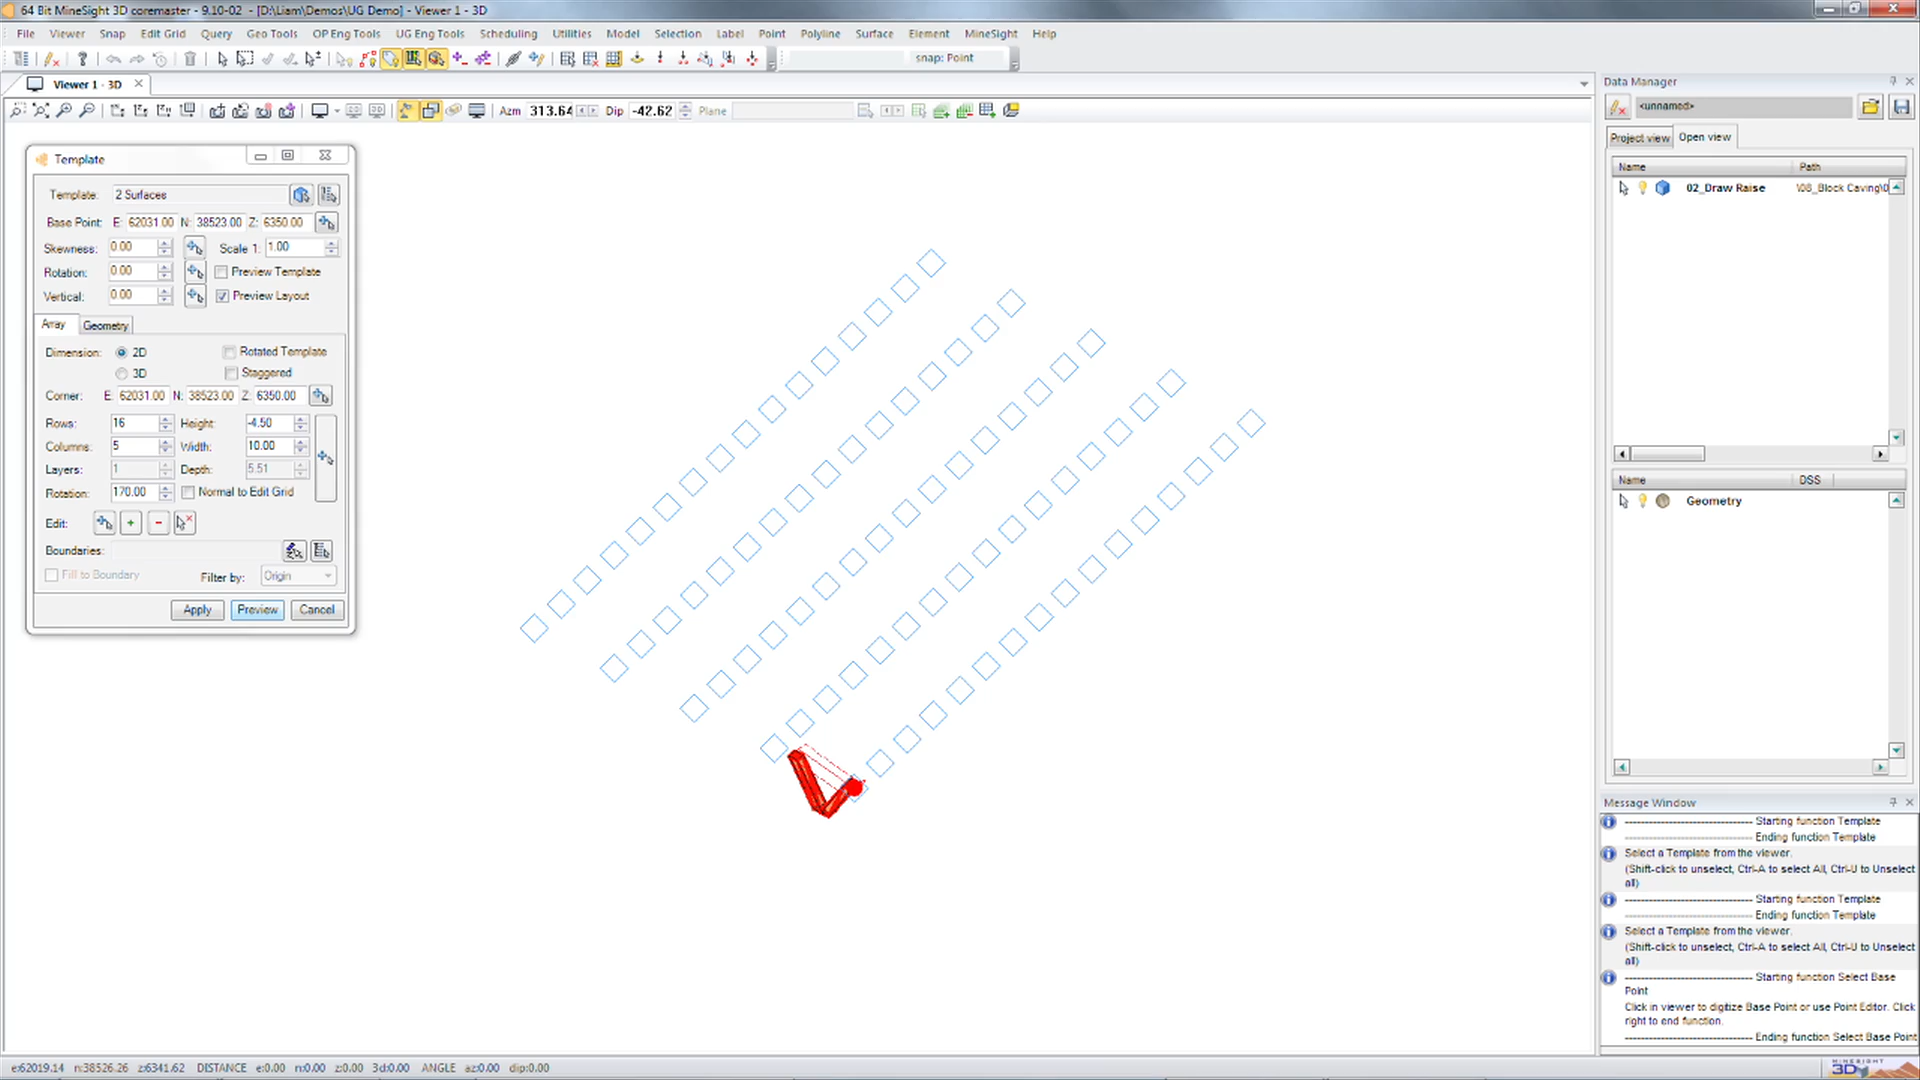 64 Bit MineSight 3D coremaster - 9.10-02 - [D:\Liam\Demos\UG Demo] - Viewer 1 - 3D
File Viewer Snap Edit Grid Query Geo Tools OP Eng Tools UG Eng Tools Scheduling Utilities Model Selection Label Point Polyline Surface Element MineSight Help
snap: Point
Viewer 1 - 3D
Azm 313.64 Dip -42.62 Plane
Template
Template: 2 Surfaces
Base Point: E: 62031.00 N: 38523.00 Z: 6350.00
Skewness: 0.00 Scale 1: 1.00
Rotation: 0.00 Preview Template
Vertical: 0.00 Preview Layout
Array Geometry
Dimension: 2D Rotated Template
3D Staggered
Corner: E: 62031.00 N: 38523.00 Z: 6350.00
Rows: 16 Height: -4.50
Columns: 5 Width: 10.00
Layers: 1 Depth: 5.51
Rotation: 170.00 Normal to Edit Grid
Edit:
Boundaries:
Fill to Boundary Filter by: Origin
Apply Preview Cancel
Data Manager
<unnamed>
Project view Open view
Name Path
02_Draw Raise \08_Block Caving\0
Name DSS
Geometry
Message Window
---------------------------------- Starting function Template
---------------------------------- Ending function Template
Select a Template from the viewer.
(Shift-click to unselect, Ctrl-A to select All, Ctrl-U to Unselect
all)
---------------------------------- Starting function Template
---------------------------------- Ending function Template
Select a Template from the viewer.
(Shift-click to unselect, Ctrl-A to select All, Ctrl-U to Unselect
all)
---------------------------------- Starting function Select Base
Point
Click in viewer to digitize Base Point or use Point Editor. Click
right to end function.
---------------------------------- Ending function Select Base Point
e:62019.14 n:38526.26 z:6341.62 DISTANCE e:0.00 n:0.00 z:0.00 3d:0.00 ANGLE az:0.00 dip:0.00
MINESIGHT
3D